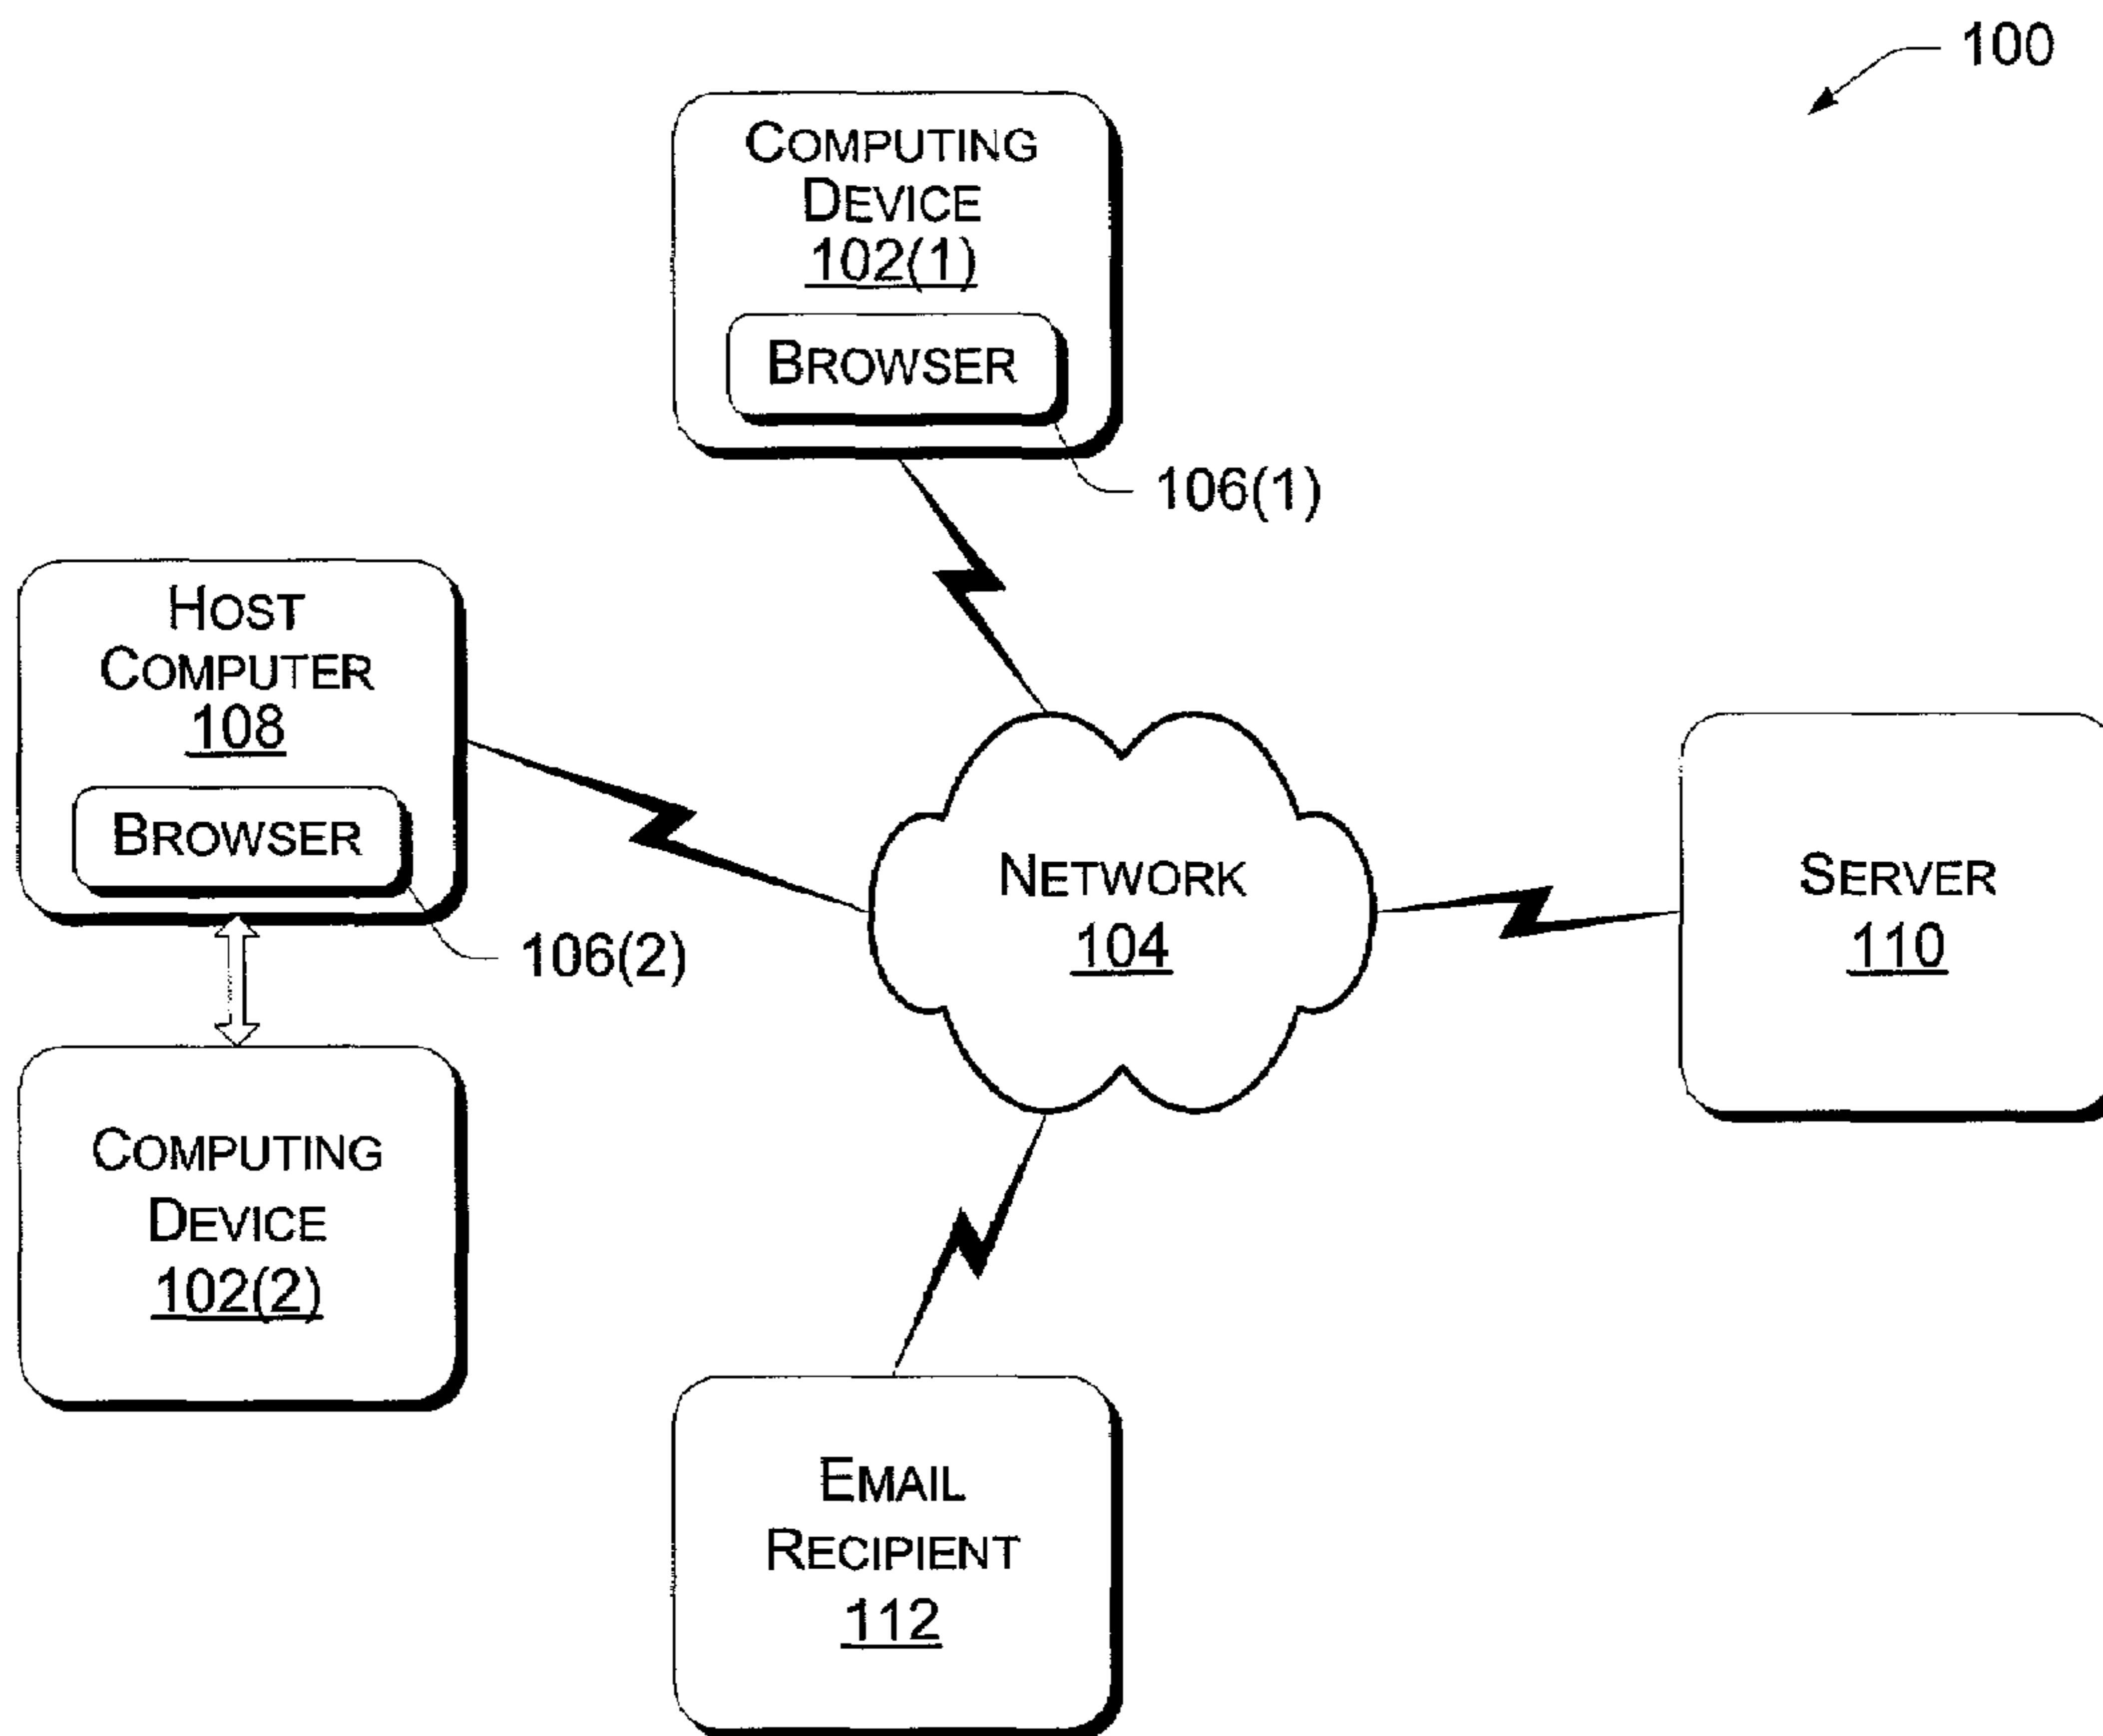 100
COMPUTING
DEVICE
102(1)
BROWSER
106(1)
HOST
COMPUTER
108
BROWSER
106(2)
NETWORK
104
SERVER
110
COMPUTING
DEVICE
102(2)
EMAIL
RECIPIENT
112